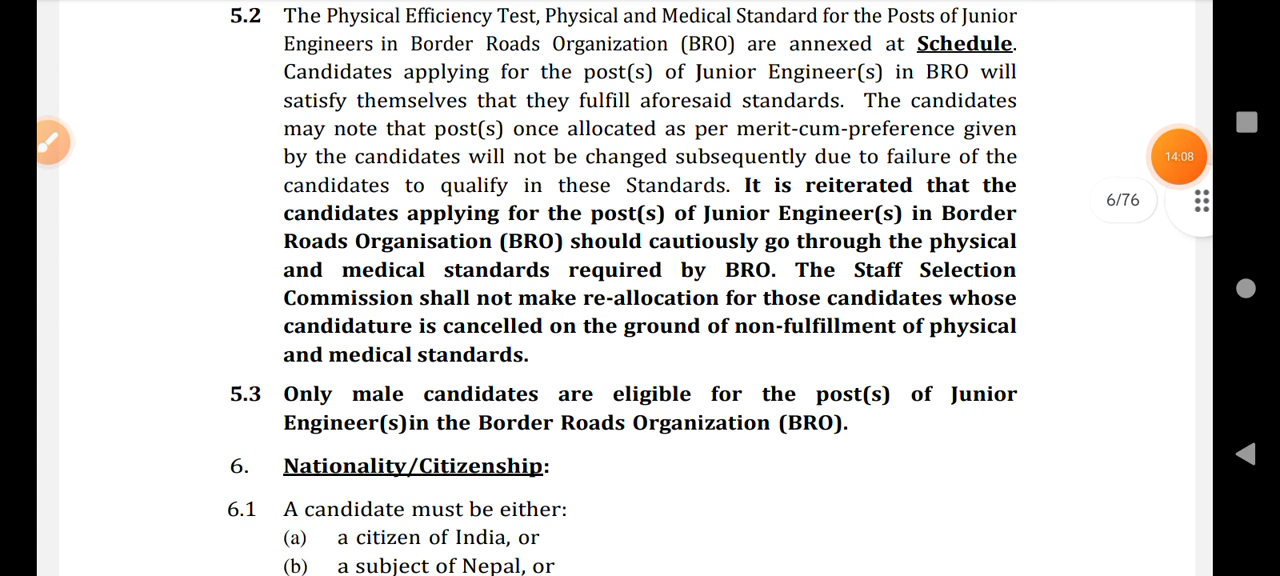 5.2 The Physical Efficiency Test, Physical and Medical Standard for the Posts of Junior
Engineers in Border Roads Organization (BRO) are annexed at Schedule.
Candidates applying for the post(s) of Junior Engineer(s) in BRO will
satisfy themselves that they fulfill aforesaid standards. The candidates
may note that post(s) once allocated as per merit-cum-preference given
by the candidates will not be changed subsequently due to failure of the
candidates to qualify in these Standards. It is reiterated that the
candidates applying for the post(s) of Junior Engineer(s) in Border
Roads Organisation (BRO) should cautiously go through the physical
and medical standards required by BRO. The Staff Selection
Commission shall not make re-allocation for those candidates whose
candidature is cancelled on the ground of non-fulfillment of physical
and medical standards.
5.3 Only male candidates are eligible for the post(s) of Junior
Engineer(s)in the Border Roads Organization (BRO).
6. Nationality/Citizenship:
6.1 A candidate must be either:
(a) a citizen of India, or
(b) a subject of Nepal, or
14:08
6/76